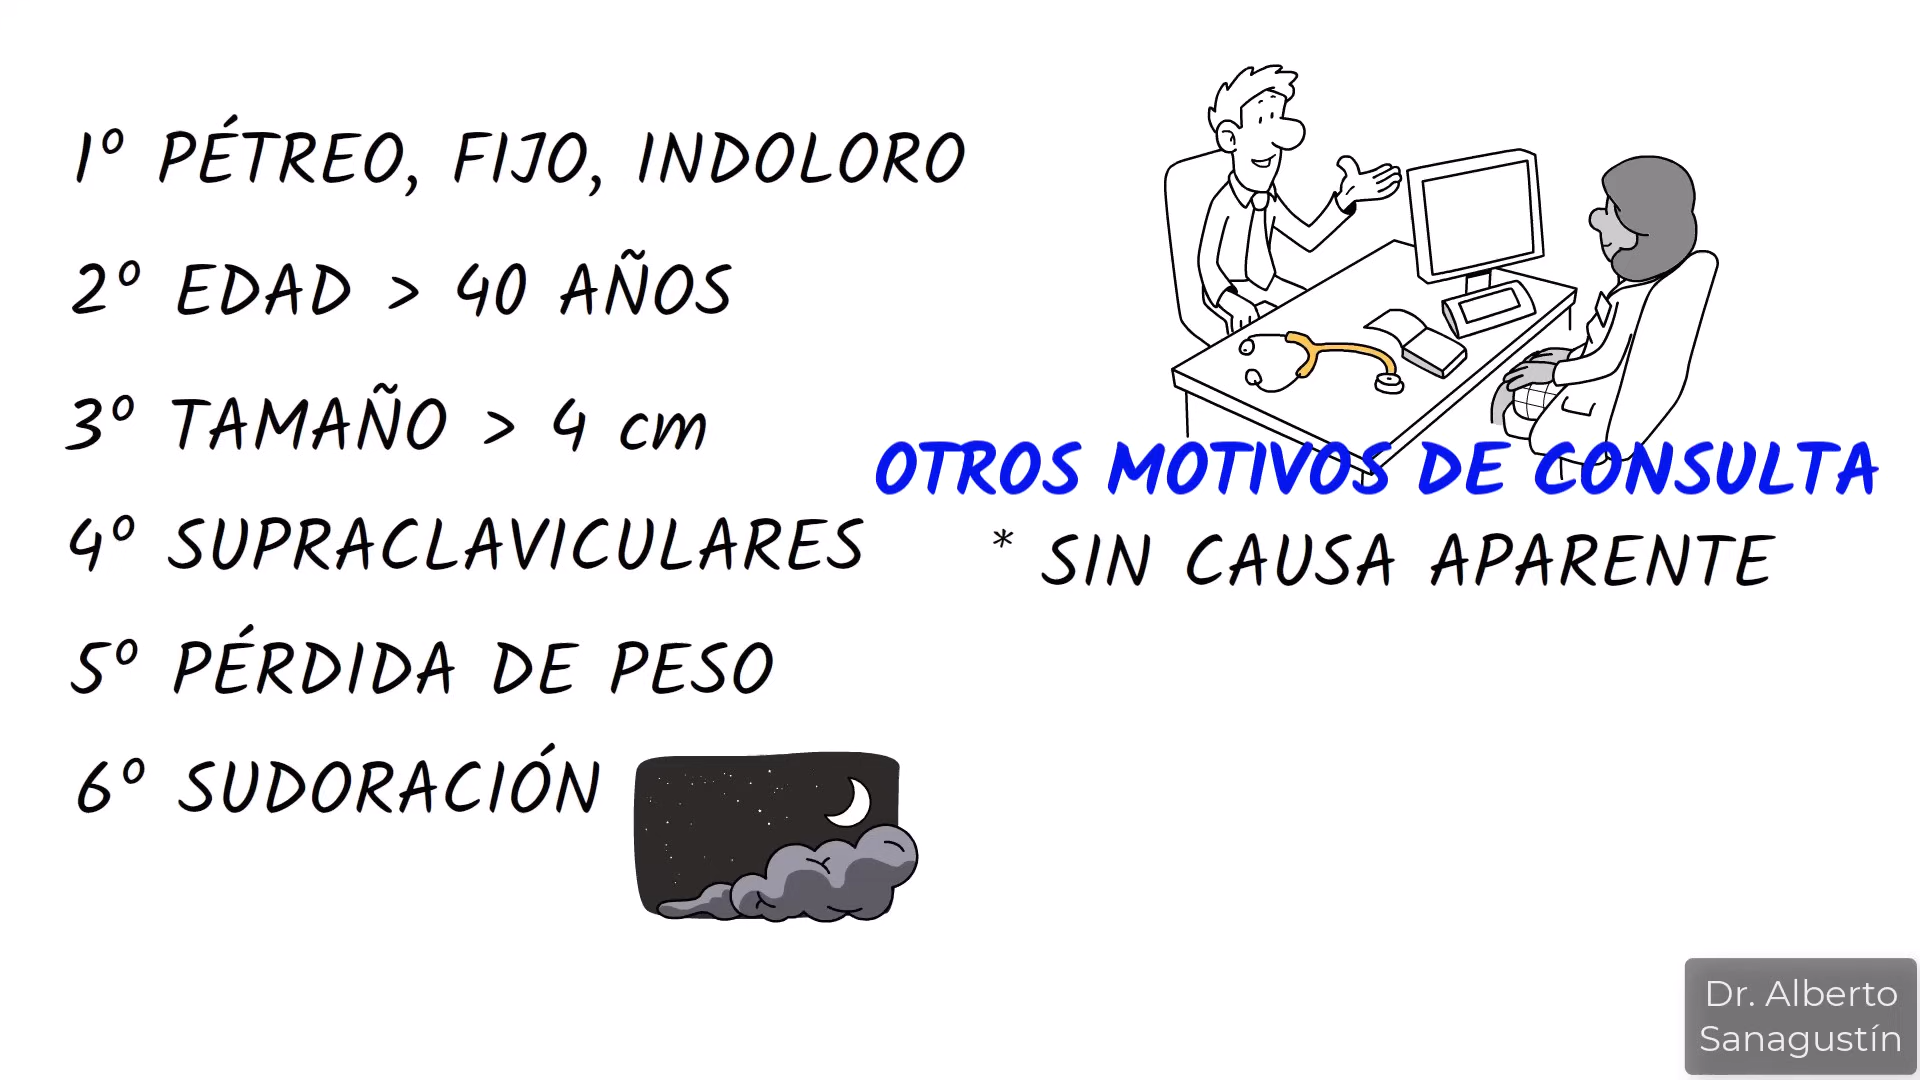 1º PÉTREO, FIJO, INDOLORO
2º EDAD > 40 AÑOS
3º TAMAÑO > 4 cm
4º SUPRACLAVICULARES
5º PÉRDIDA DE PESO
6º SUDORACIÓN
OTROS MOTIVOS DE CONSULTA
* SIN CAUSA APARENTE
Dr. Alberto
Sanagustín